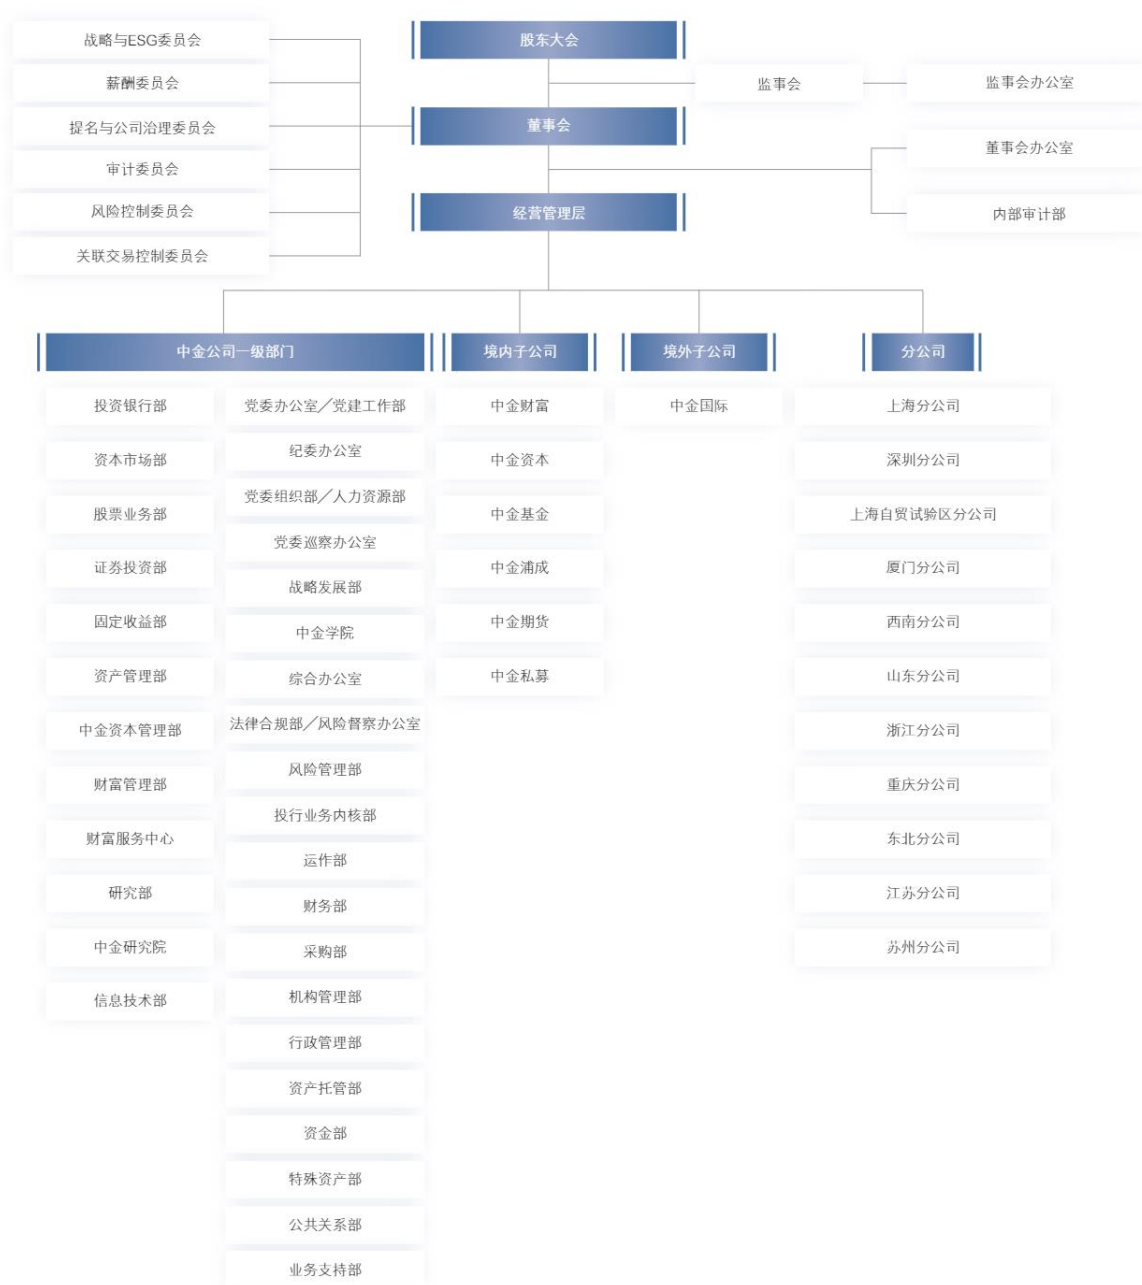 战略与ESG委员会
薪酬委员会
提名与公司治理委员会
审计委员会
风险控制委员会
关联交易控制委员会
股东大会
董事会
经营管理层
监事会
监事会办公室
董事会办公室
内部审计部
中金公司一级部门
投资银行部
资本市场部
股票业务部
证券投资部
固定收益部
资产管理部
中金资本管理部
财富管理部
财富服务中心
研究部
中金研究院
信息技术部
党委办公室/党建工作部
纪委办公室
党委组织部/人力资源部
党委巡察办公室
战略发展部
中金学院
综合办公室
法律合规部/风险督察办公室
风险管理部
投行业务内核部
运作部
财务部
采购部
机构管理部
行政管理部
资产托管部
资金部
特殊资产部
公共关系部
业务支持部
境内子公司
中金财富
中金资本
中金基金
中金浦成
中金期货
中金私募
境外子公司
中金国际
分公司
上海分公司
深圳分公司
上海自贸试验区分公司
厦门分公司
西南分公司
山东分公司
浙江分公司
重庆分公司
东北分公司
江苏分公司
苏州分公司